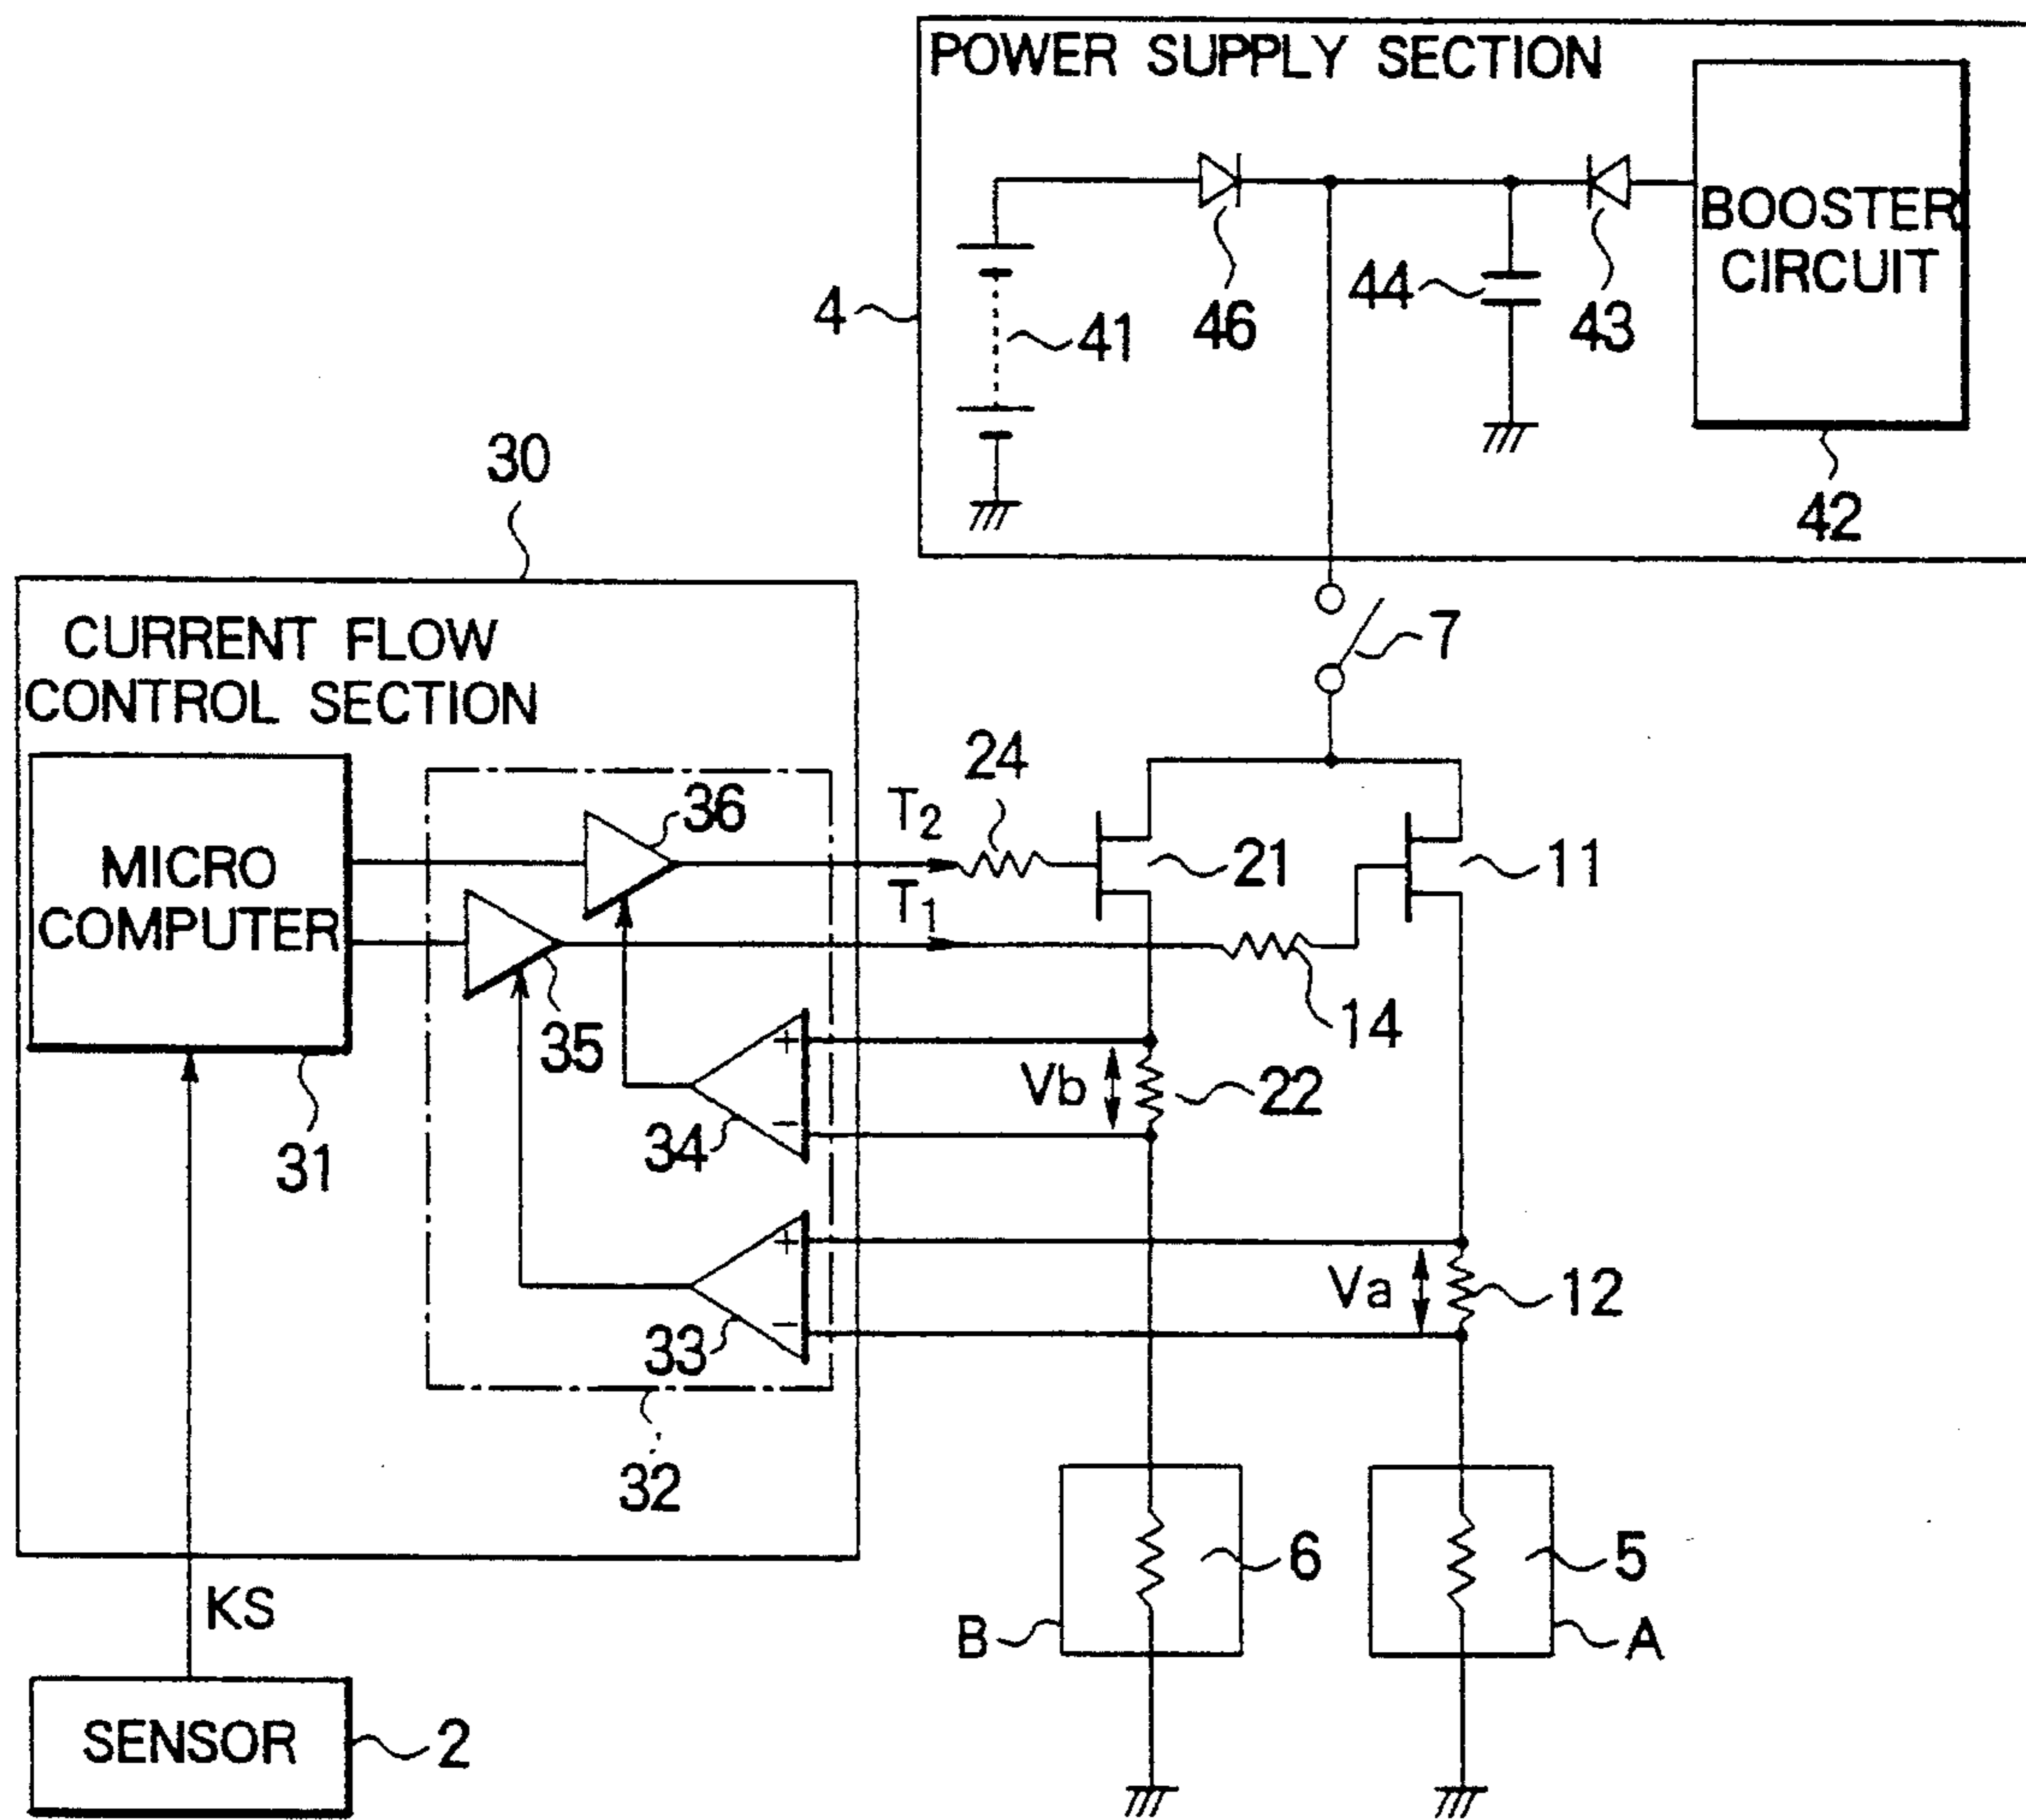 POWER SUPPLY SECTION
BOOSTER
CIRCUIT
4
41
46
44
43
42
30
CURRENT FLOW
CONTROL SECTION
7
MICRO
COMPUTER
36
35
T2
T1
24
21
11
14
31
34
+
−
Vb
22
33
+
−
Va
12
32
KS
6
5
B
A
SENSOR
2